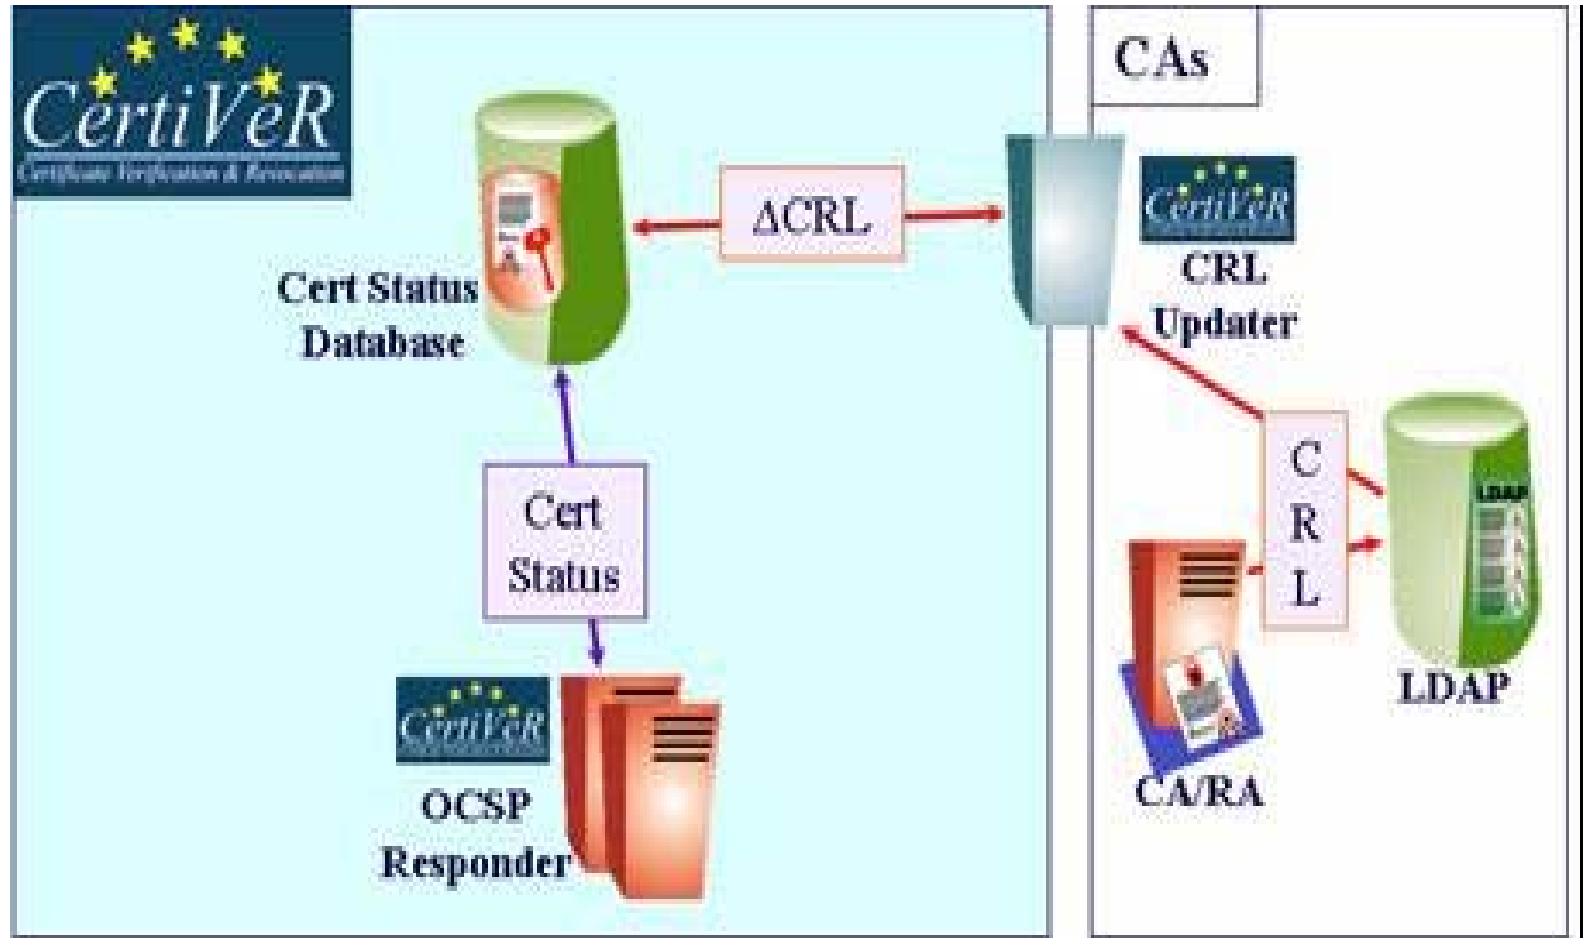 CertiVeR
Certificate Verification & Revocation
CAs
ΔCRL
CertiVeR
CRL
Updater
Cert Status
Database
C
R
L
LDAP
Cert
Status
LDAP
CertiVeR
OCSP
Responder
CA/RA